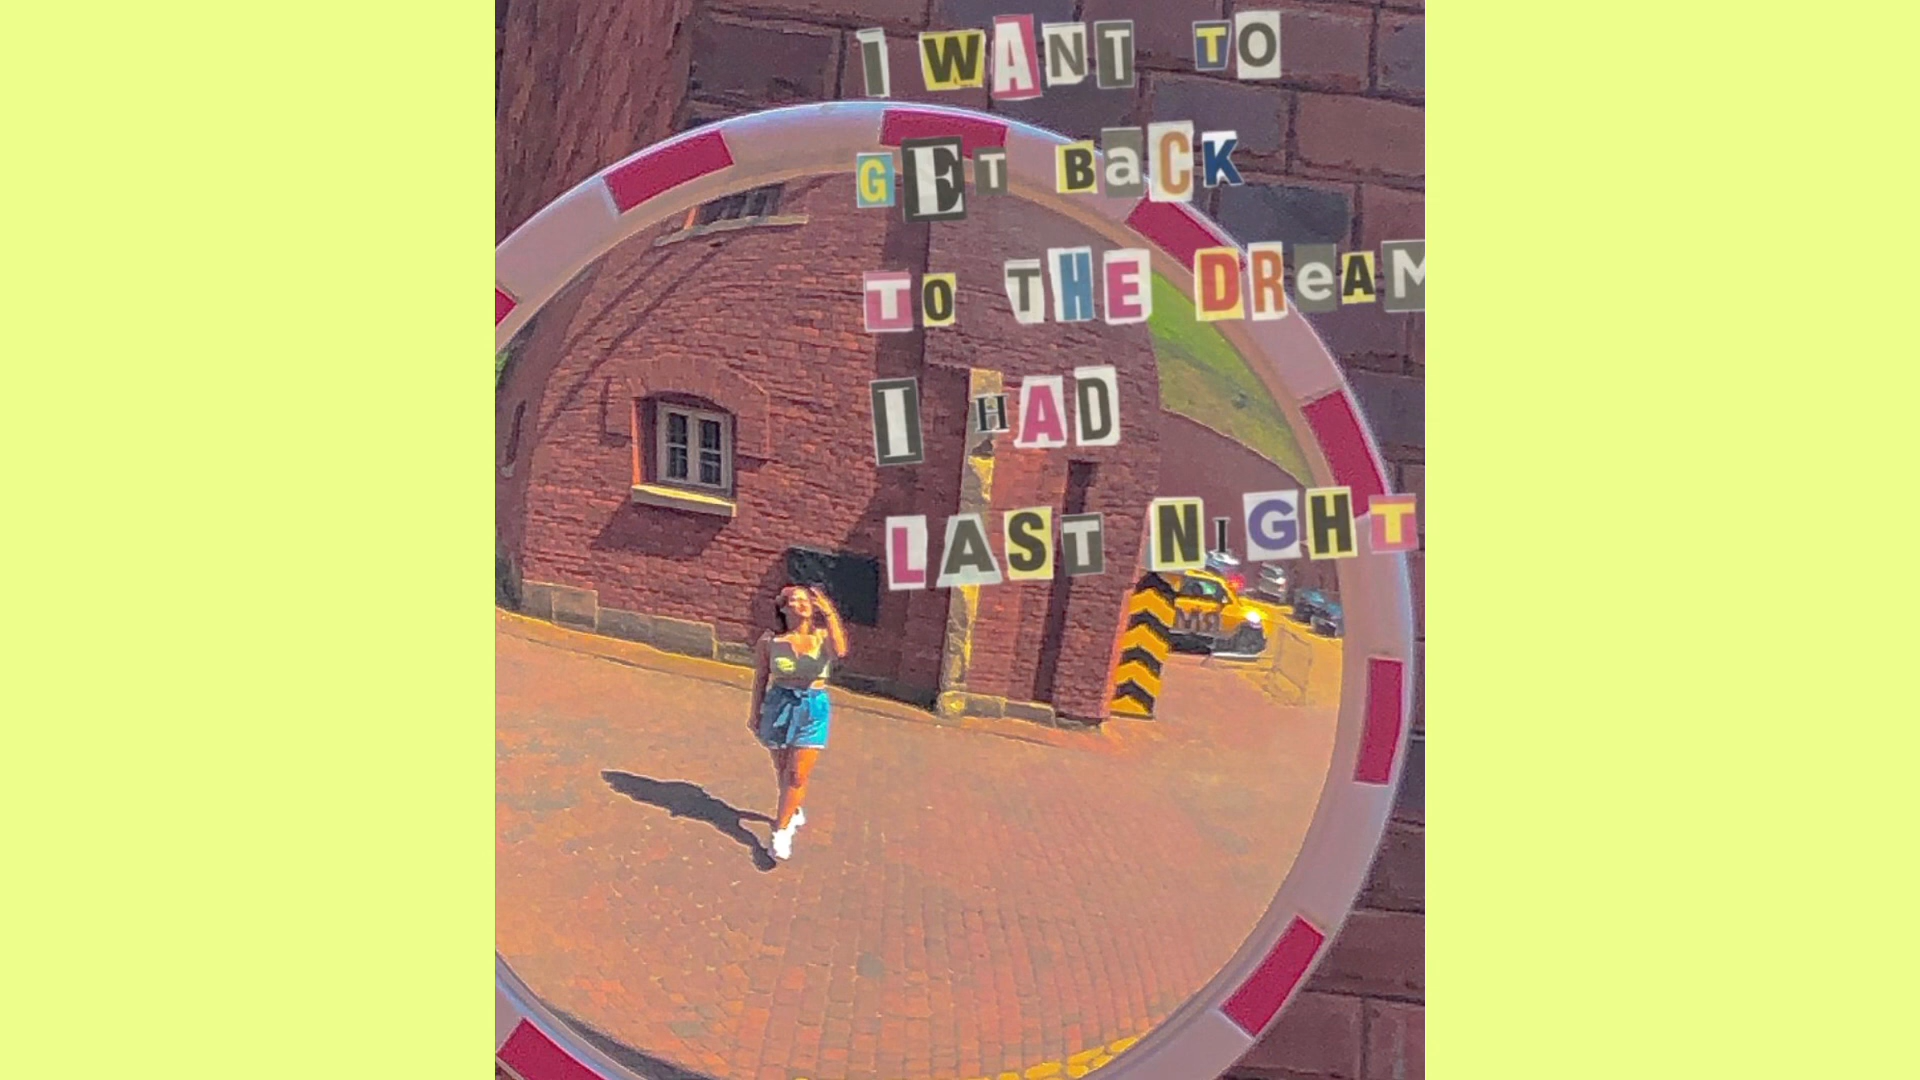 I WANT TO
GET BaCK
TO THE DReAM
I HAD
LAST NIGHT